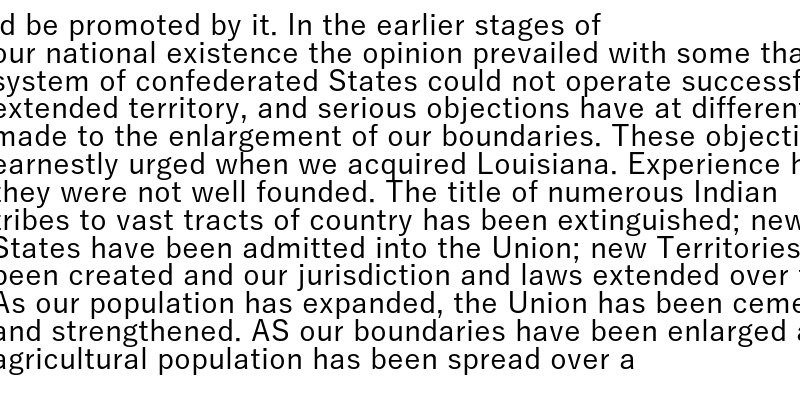 d be promoted by it. In the earlier stages of
our national existence the opinion prevailed with some
system of confederated States could not operate
extended territory, and serious objections have at
made to the enlargement of our boundaries. These
earnestly urged when we acquired Louisiana. Experience
they were not well founded. The title of numerous Indian
tribes to vast tracts of country has been extinguished; new
States have been admitted into the Union; new Territories
been created and our jurisdiction and laws extended over
As our population has expanded, the Union has been
and strengthened. AS our boundaries have been enlarged
agricultural population has been spread over a